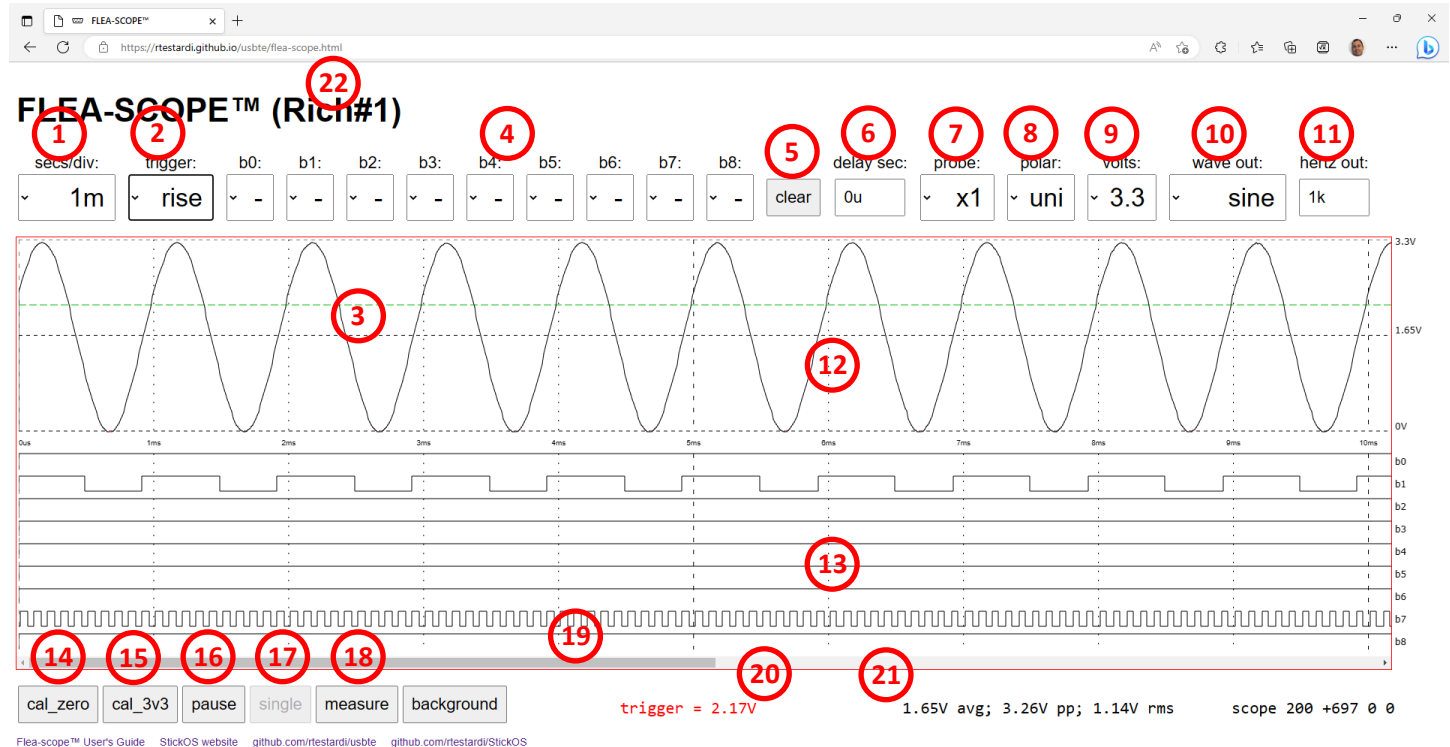 FLEA-SCOPE™
https://rtestardi.github.io/usbte/flea-scope.html
22
FLEA-SCOPE™ (Rich#1)
1 2 4 5 6 7 8 9 10 11
secs/div: trigger: b0: b1: b2: b3: b4: b5: b6: b7: b8: delay sec: probe: polar: volts: wave out: hertz out:
1m rise - - - - - - - - - clear 0u x1 uni 3.3 sine 1k
3.3V
3
1.65V
12
0V
0us 1ms 2ms 3ms 4ms 5ms 6ms 7ms 8ms 9ms 10ms
b0
b1
b2
b3
b4
13
b5
b6
b7
19
b8
14 15 16 17 18 20 21
cal_zero cal_3v3 pause single measure background trigger = 2.17V 1.65V avg; 3.26V pp; 1.14V rms scope 200 +697 0 0
Flea-scope™ User's Guide StickOS website github.com/rtestardi/usbte github.com/rtestardi/StickOS